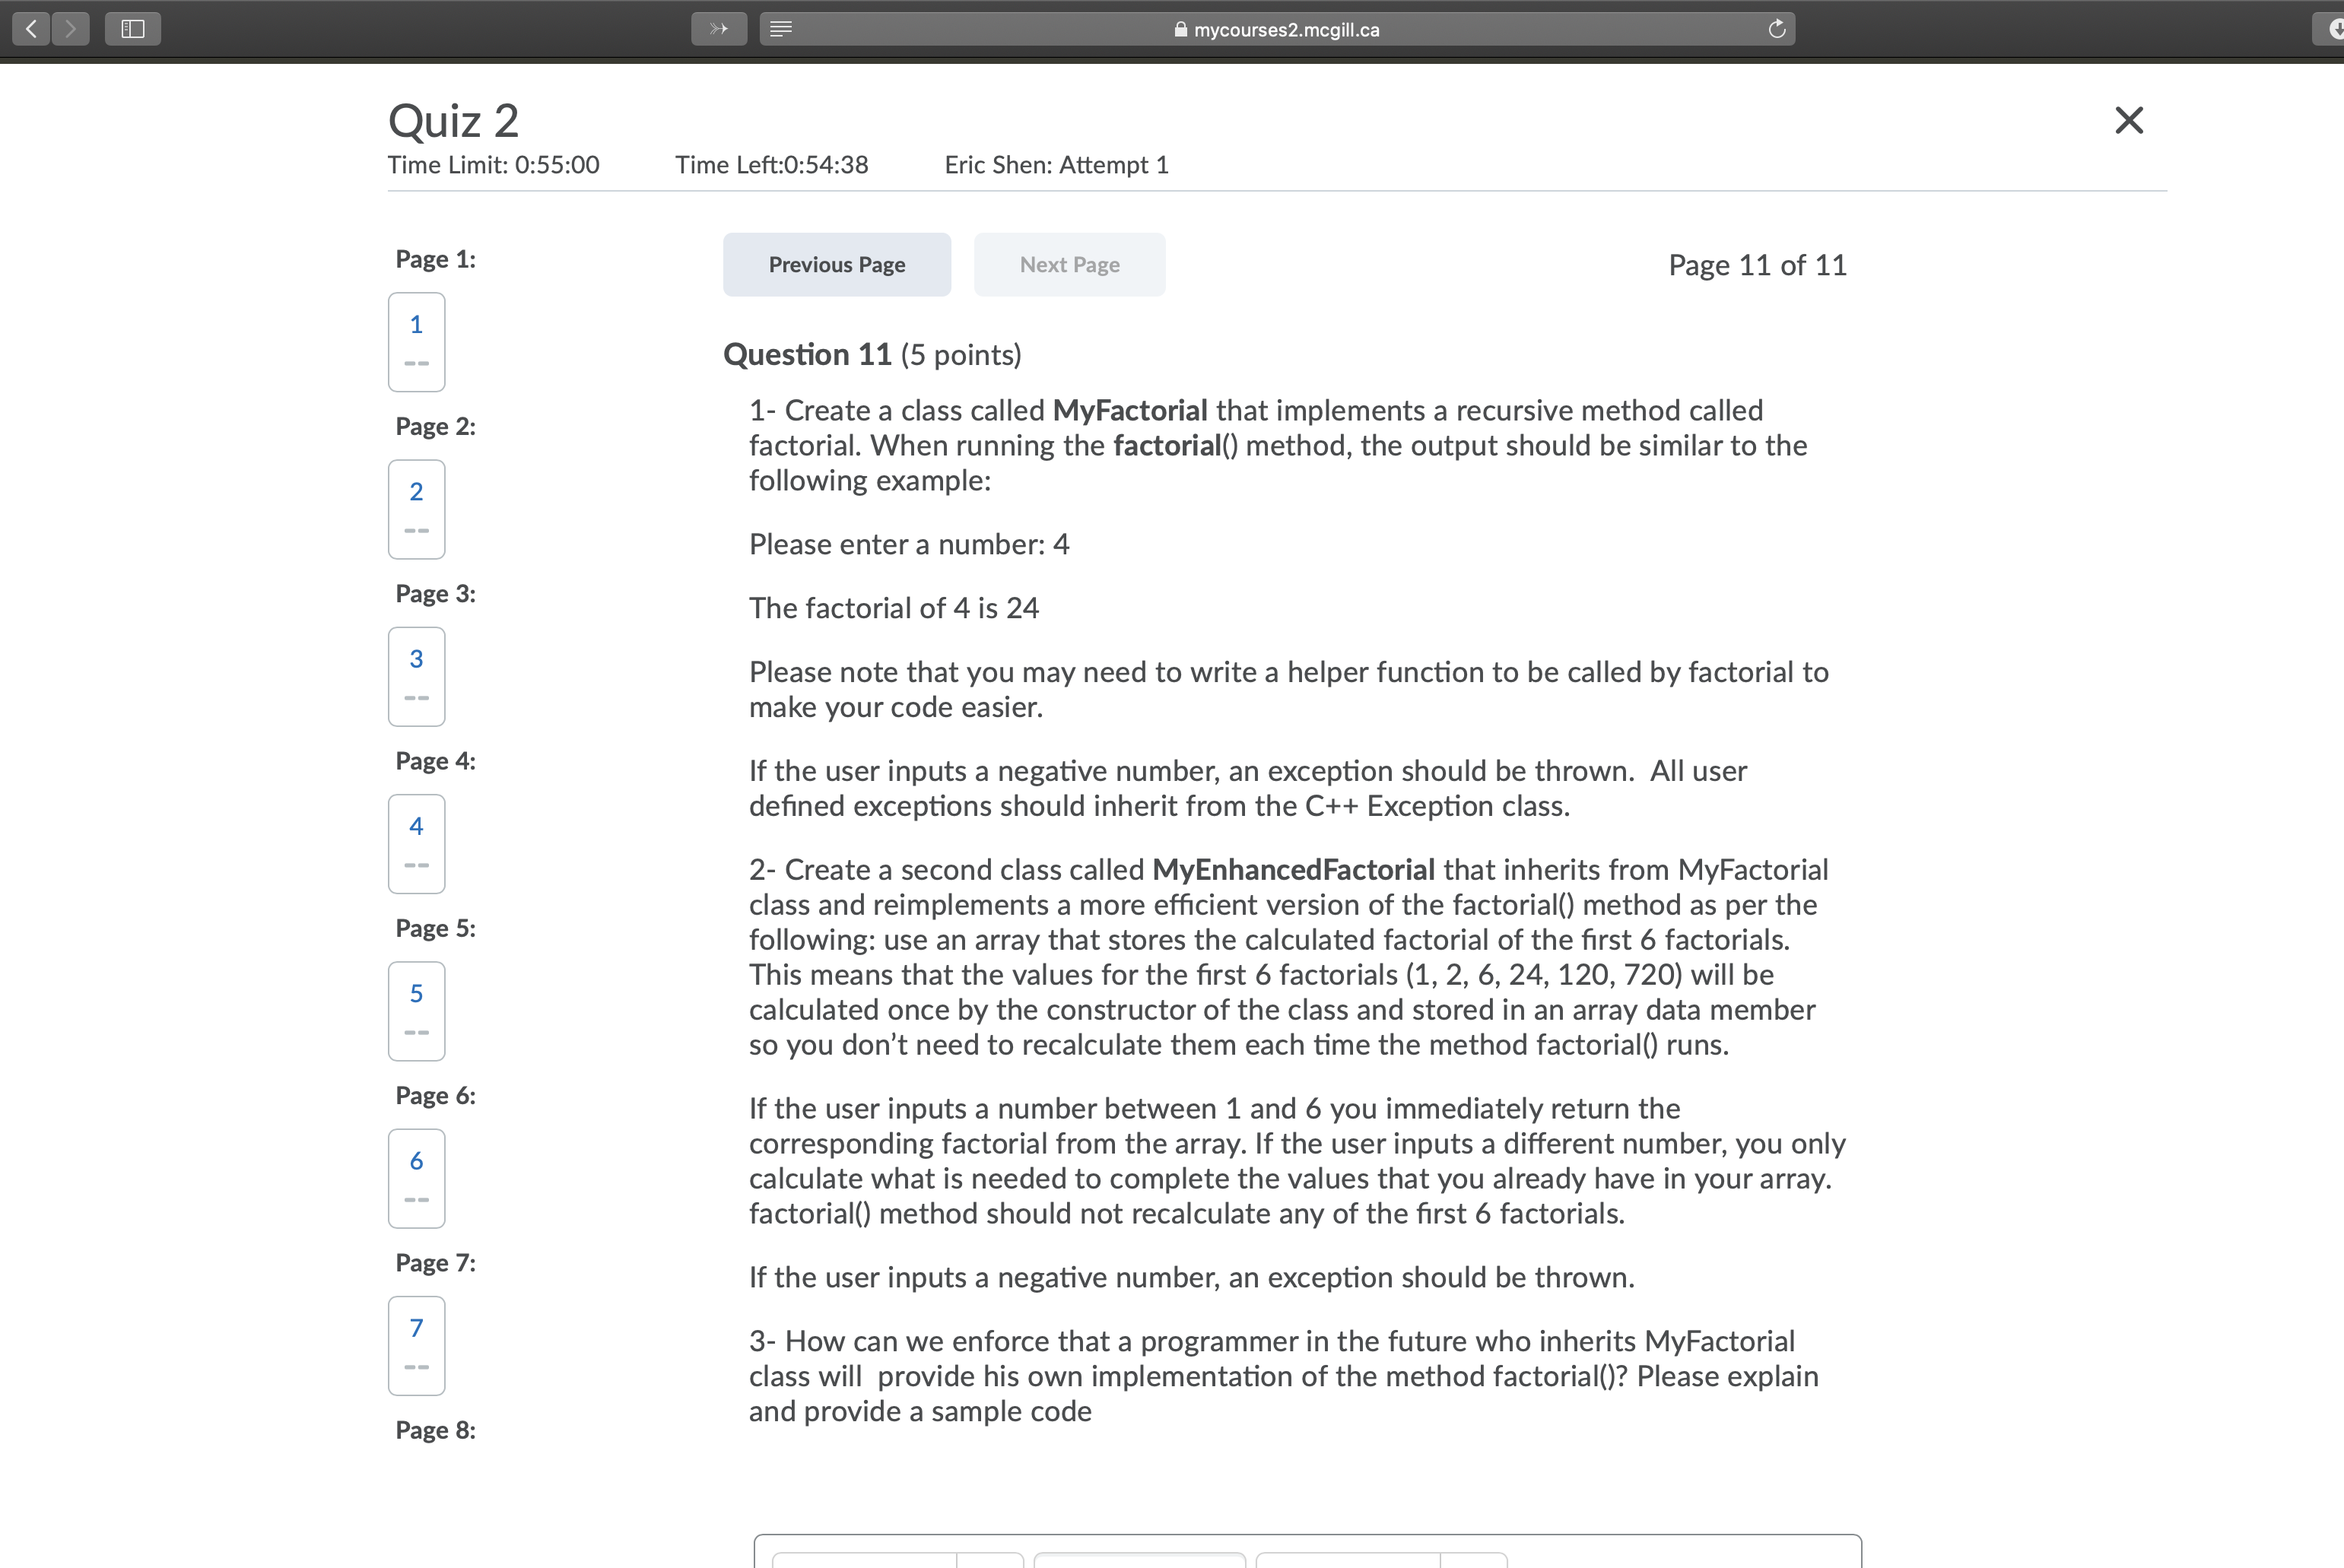 mycourses2.mcgill.ca
Quiz 2
Time Limit: 0:55:00 Time Left:0:54:38 Eric Shen: Attempt 1
Page 1:
1
--
Page 2:
2
--
Page 3:
3
--
Page 4:
4
--
Page 5:
5
--
Page 6:
6
--
Page 7:
7
--
Page 8:
Previous Page Next Page Page 11 of 11
Question 11 (5 points)
1- Create a class called MyFactorial that implements a recursive method called
factorial. When running the factorial() method, the output should be similar to the
following example:
Please enter a number: 4
The factorial of 4 is 24
Please note that you may need to write a helper function to be called by factorial to
make your code easier.
If the user inputs a negative number, an exception should be thrown.  All user
defined exceptions should inherit from the C++ Exception class.
2- Create a second class called MyEnhancedFactorial that inherits from MyFactorial
class and reimplements a more efficient version of the factorial() method as per the
following: use an array that stores the calculated factorial of the first 6 factorials.
This means that the values for the first 6 factorials (1, 2, 6, 24, 120, 720) will be
calculated once by the constructor of the class and stored in an array data member
so you don’t need to recalculate them each time the method factorial() runs.
If the user inputs a number between 1 and 6 you immediately return the
corresponding factorial from the array. If the user inputs a different number, you only
calculate what is needed to complete the values that you already have in your array.
factorial() method should not recalculate any of the first 6 factorials.
If the user inputs a negative number, an exception should be thrown.
3- How can we enforce that a programmer in the future who inherits MyFactorial
class will  provide his own implementation of the method factorial()? Please explain
and provide a sample code